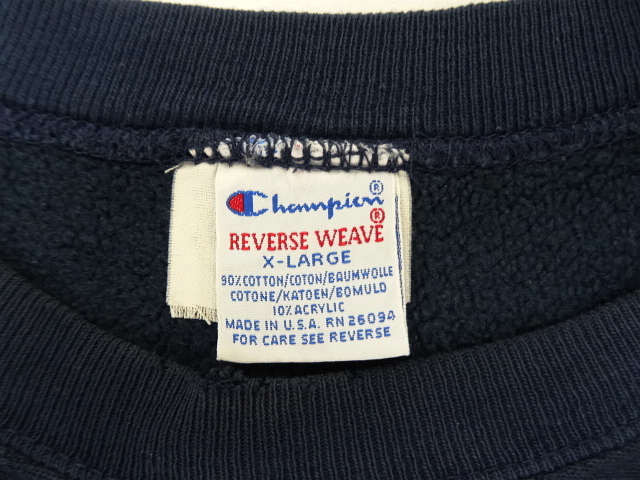 Champion®
REVERSE WEAVE®
X-LARGE
90% COTTON/COTON/BAUMWOLLE
COTONE/KATOEN/BOMULD
10% ACRYLIC
MADE IN U.S.A. RN 26094
FOR CARE SEE REVERSE